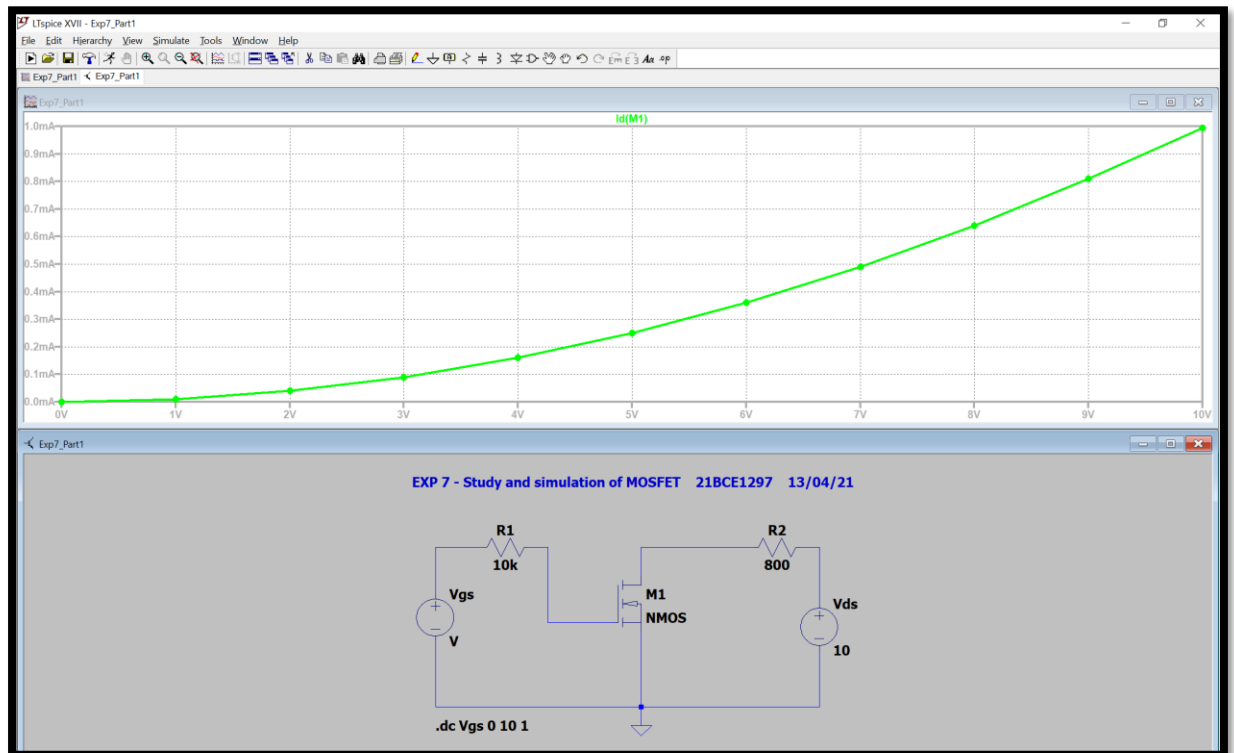 LTspice XVII - Exp7_Part1
File Edit Hierarchy View Simulate Tools Window Help
Exp7_Part1 Exp7_Part1
Exp7_Part1
Id(M1)
1.0mA
0.9mA
0.8mA
0.7mA
0.6mA
0.5mA
0.4mA
0.3mA
0.2mA
0.1mA
0.0mA
0V 1V 2V 3V 4V 5V 6V 7V 8V 9V 10V
Exp7_Part1
EXP 7 - Study and simulation of MOSFET 21BCE1297 13/04/21
R1
10k
R2
800
Vgs
V
M1
NMOS
Vds
10
.dc Vgs 0 10 1